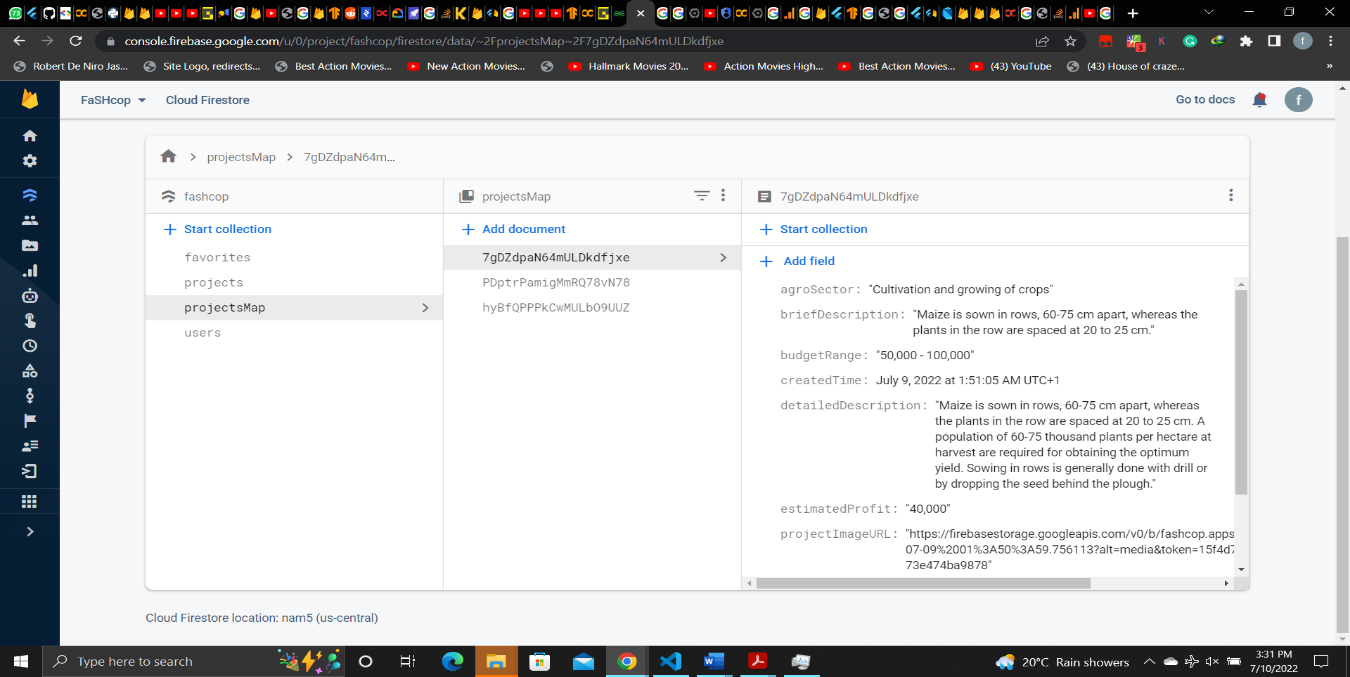 console.firebase.google.com/u/0/project/fashcop/firestore/data/~2FprojectsMap~2F7gDZdpaN64mULDkdfjxe
3
K
f
Robert De Niro Jas...
Site Logo, redirects...
Best Action Movies...
New Action Movies...
Hallmark Movies 20...
Action Movies High...
Best Action Movies...
(43) YouTube
(43) House of craze...
»
FaSHcop
Cloud Firestore
Go to docs
f
projectsMap
7gDZdpaN64m...
fashcop
projectsMap
7gDZdpaN64mULDkdfjxe
Start collection
Add document
Start collection
favorites
projects
projectsMap
users
7gDZdpaN64mULDkdfjxe
PDptrPamigMmRQ78vN78
hyBfQPPPkCwMULbO9UUZ
Add field
agroSector: "Cultivation and growing of crops"
briefDescription: "Maize is sown in rows, 60-75 cm apart, whereas the
plants in the row are spaced at 20 to 25 cm."
budgetRange: "50,000 - 100,000"
createdTime: July 9, 2022 at 1:51:05 AM UTC+1
detailedDescription: "Maize is sown in rows, 60-75 cm apart, whereas
the plants in the row are spaced at 20 to 25 cm. A
population of 60-75 thousand plants per hectare at
harvest are required for obtaining the optimum
yield. Sowing in rows is generally done with drill or
by dropping the seed behind the plough."
estimatedProfit: "40,000"
projectImageURL: "https://firebasestorage.googleapis.com/v0/b/fashcop.apps
07-09%2001%3A50%3A59.756113?alt=media&token=15f4d7
73e474ba9878"
Cloud Firestore location: nam5 (us-central)
Type here to search
20°C Rain showers
3:31 PM
7/10/2022